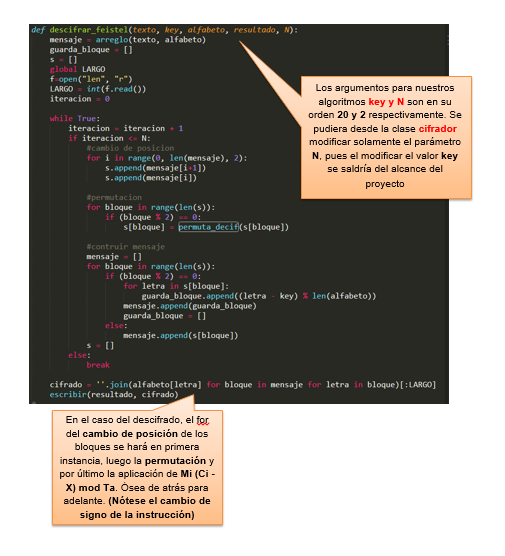 def descifrar_feistel(texto, key, alfabeto, resultado, N):
mensaje = arreglo(texto, alfabeto)
guarda_bloque = []
s = []
global LARGO
f=open("len", "r")
LARGO = int(f.read())
iteracion = 0
while True:
iteracion = iteracion + 1
if iteracion <= N:
#cambio de posicion
for i in range(0, len(mensaje), 2):
s.append(mensaje[i+1])
s.append(mensaje[i])
#permutacion
for bloque in range(len(s)):
if (bloque % 2) == 0:
s[bloque] = permuta_decif(s[bloque])
#contruir mensaje
mensaje = []
for bloque in range(len(s)):
if (bloque % 2) == 0:
for letra in s[bloque]:
guarda_bloque.append((letra - key) % len(alfabeto))
mensaje.append(guarda_bloque)
guarda_bloque = []
else:
mensaje.append(s[bloque])
s = []
else:
break
cifrado = ''.join(alfabeto[letra] for bloque in mensaje for letra in bloque)[:LARGO]
escribir(resultado, cifrado)
Los argumentos para nuestros
algoritmos key y N son en su
orden 20 y 2 respectivamente. Se
pudiera desde la clase cifrador
modificar solamente el parámetro
N, pues el modificar el valor key
se saldría del alcance del
proyecto
En el caso del descifrado, el for
del cambio de posición de los
bloques se hará en primera
instancia, luego la permutación y
por último la aplicación de Mi (Ci -
X) mod Ta. Osea de atrás para
adelante. (Nótese el cambio de
signo de la instrucción)